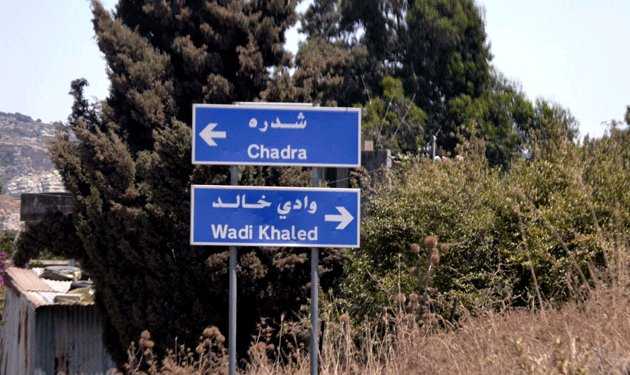 شدره
Chadra
وادي خالد
Wadi Khaled